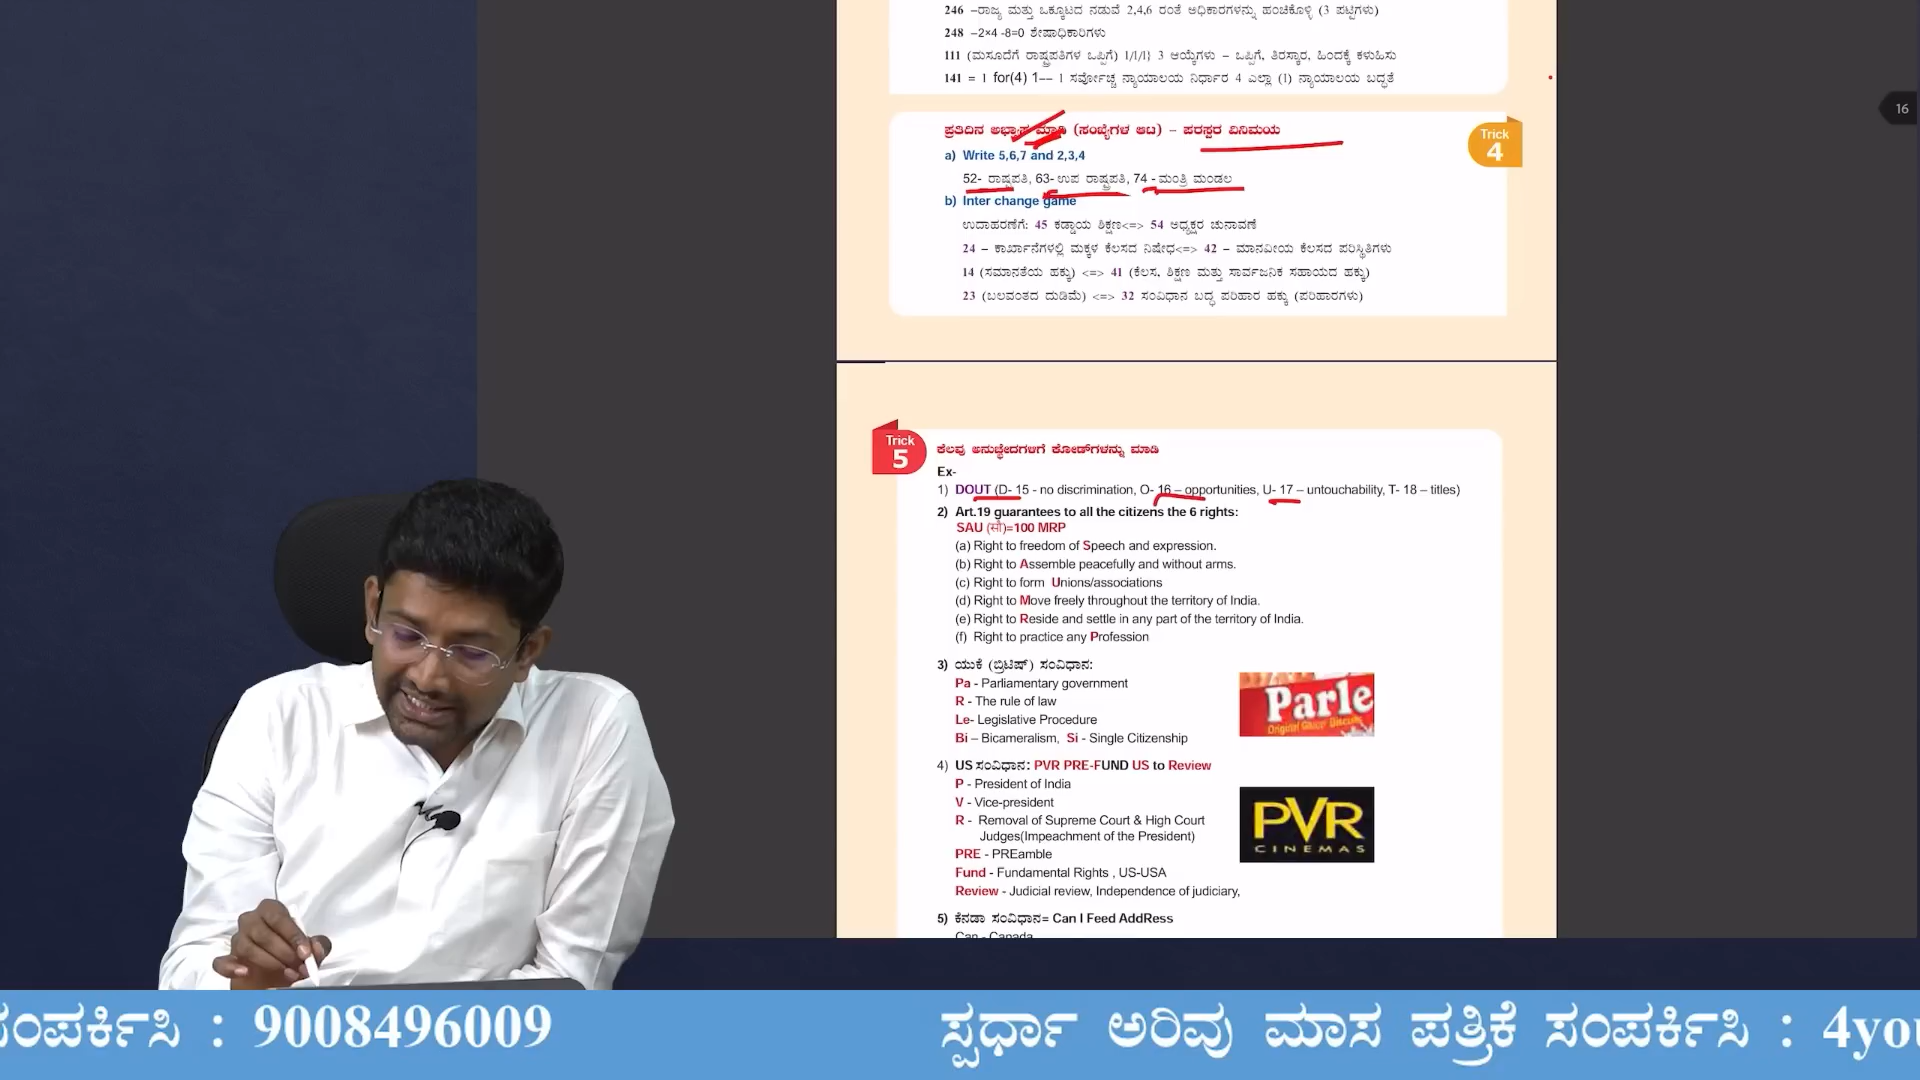 246 –ರಾಜ್ಯ ಮತ್ತು ಒಕ್ಕೂಟದ ನಡುವೆ 2,4,6 ರಂತೆ ಅಧಿಕಾರಗಳನ್ನು ಹಂಚಿಕೊಳ್ಳಿ (3 ಪಟ್ಟಿಗಳು)
248 –2×4 -8=0 ಶೇಷಾಧಿಕಾರಿಗಳು
111 (ಮಸೂದೆಗೆ ರಾಷ್ಟ್ರಪತಿಗಳ ಒಪ್ಪಿಗೆ) 1/1/1} 3 ಆಯ್ಕೆಗಳು – ಒಪ್ಪಿಗೆ, ತಿರಸ್ಕಾರ, ಹಿಂದಕ್ಕೆ ಕಳುಹಿಸು
141 = 1 for(4) 1–– 1 ಸರ್ವೋಚ್ಚ ನ್ಯಾಯಾಲಯ ನಿರ್ಧಾರ 4 ಎಲ್ಲಾ (1) ನ್ಯಾಯಾಲಯ ಬದ್ಧತೆ
16
ಪ್ರತಿದಿನ ಅಭ್ಯಾಸ ಮಾಡಿ (ಸಂಖ್ಯೆಗಳ ಆಟ) – ಪರಸ್ಪರ ವಿನಿಮಯ
Trick
4
a) Write 5,6,7 and 2,3,4
52- ರಾಷ್ಟ್ರಪತಿ, 63- ಉಪ ರಾಷ್ಟ್ರಪತಿ, 74 - ಮಂತ್ರಿ ಮಂಡಲ
b) Inter change game
ಉದಾಹರಣೆಗೆ: 45 ಕಡ್ಡಾಯ ಶಿಕ್ಷಣ<=> 54 ಅಧ್ಯಕ್ಷರ ಚುನಾವಣೆ
24 – ಕಾರ್ಖಾನೆಗಳಲ್ಲಿ ಮಕ್ಕಳ ಕೆಲಸದ ನಿಷೇಧ<=> 42 – ಮಾನವೀಯ ಕೆಲಸದ ಪರಿಸ್ಥಿತಿಗಳು
14 (ಸಮಾನತೆಯ ಹಕ್ಕು) <=> 41 (ಕೆಲಸ, ಶಿಕ್ಷಣ ಮತ್ತು ಸಾರ್ವಜನಿಕ ಸಹಾಯದ ಹಕ್ಕು)
23 (ಬಲವಂತದ ದುಡಿಮೆ) <=> 32 ಸಂವಿಧಾನ ಬದ್ಧ ಪರಿಹಾರ ಹಕ್ಕು (ಪರಿಹಾರಗಳು)
Trick
5
ಕೆಲವು ಅನುಚ್ಛೇದಗಳಿಗೆ ಕೋಡ್‌ಗಳನ್ನು ಮಾಡಿ
Ex-
1) DOUT (D- 15 - no discrimination, O- 16 – opportunities, U- 17 – untouchability, T- 18 – titles)
2) Art.19 guarantees to all the citizens the 6 rights:
SAU (सौ)=100 MRP
(a) Right to freedom of Speech and expression.
(b) Right to Assemble peacefully and without arms.
(c) Right to form Unions/associations
(d) Right to Move freely throughout the territory of India.
(e) Right to Reside and settle in any part of the territory of India.
(f) Right to practice any Profession
3) ಯುಕೆ (ಬ್ರಿಟಿಷ್) ಸಂವಿಧಾನ:
Pa - Parliamentary government
R - The rule of law
Le- Legislative Procedure
Bi – Bicameralism, Si - Single Citizenship
Parle
4) US ಸಂವಿಧಾನ: PVR PRE-FUND US to Review
P - President of India
V - Vice-president
R - Removal of Supreme Court & High Court
Judges(Impeachment of the President)
PRE - PREamble
Fund - Fundamental Rights , US-USA
Review - Judicial review, Independence of judiciary,
PVR
CINEMAS
5) ಕೆನಡಾ ಸಂವಿಧಾನ= Can I Feed AddRess
Can - Canada
ಸಂಪರ್ಕಿಸಿ : 9008496009 ಸ್ಪರ್ಧಾ ಅರಿವು ಮಾಸ ಪತ್ರಿಕೆ ಸಂಪರ್ಕಿಸಿ : 4you